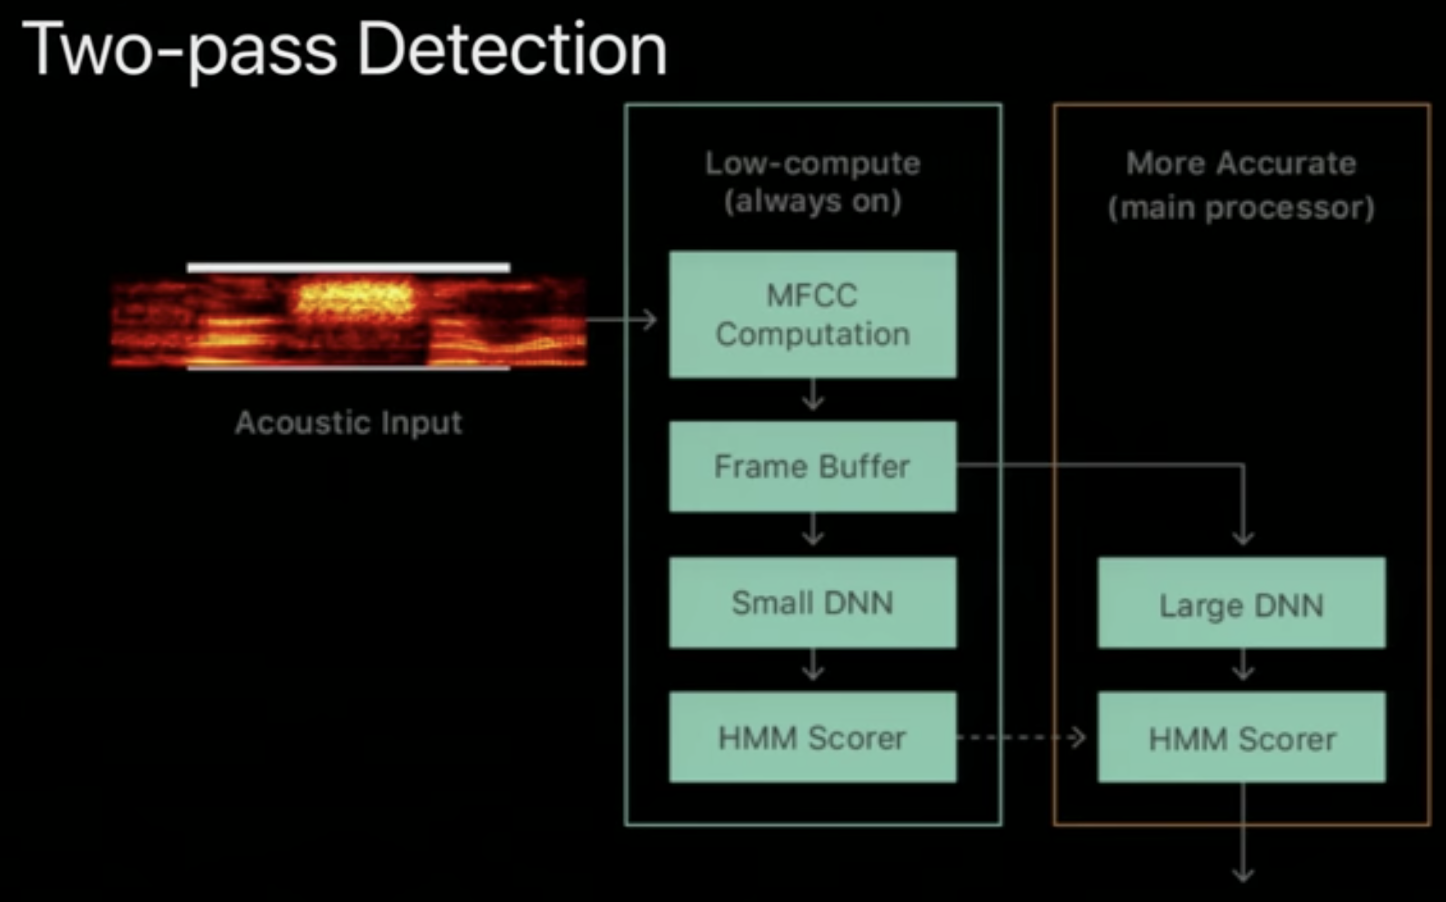 Two-pass Detection
Low-compute
(always on)
More Accurate
(main processor)
MFCC
Computation
Acoustic Input
Frame Buffer
Small DNN
Large DNN
HMM Scorer
HMM Scorer